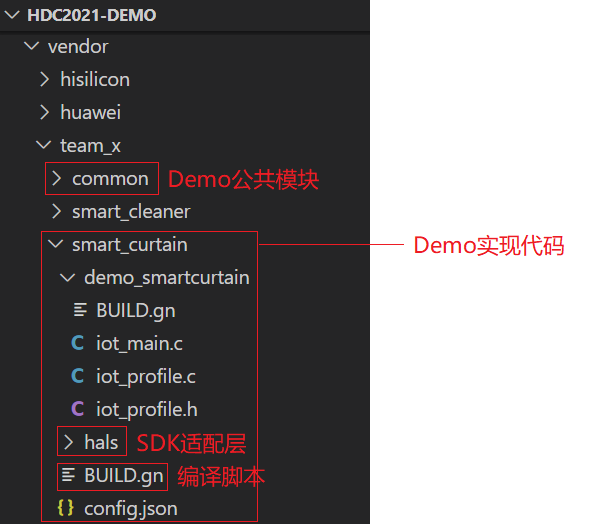 HDC2021-DEMO
vendor
hisilicon
huawei
team_x
common Demo公共模块
smart_cleaner
smart_curtain Demo实现代码
demo_smartcurtain
BUILD.gn
C iot_main.c
C iot_profile.c
C iot_profile.h
hals SDK适配层
BUILD.gn 编译脚本
{} config.json